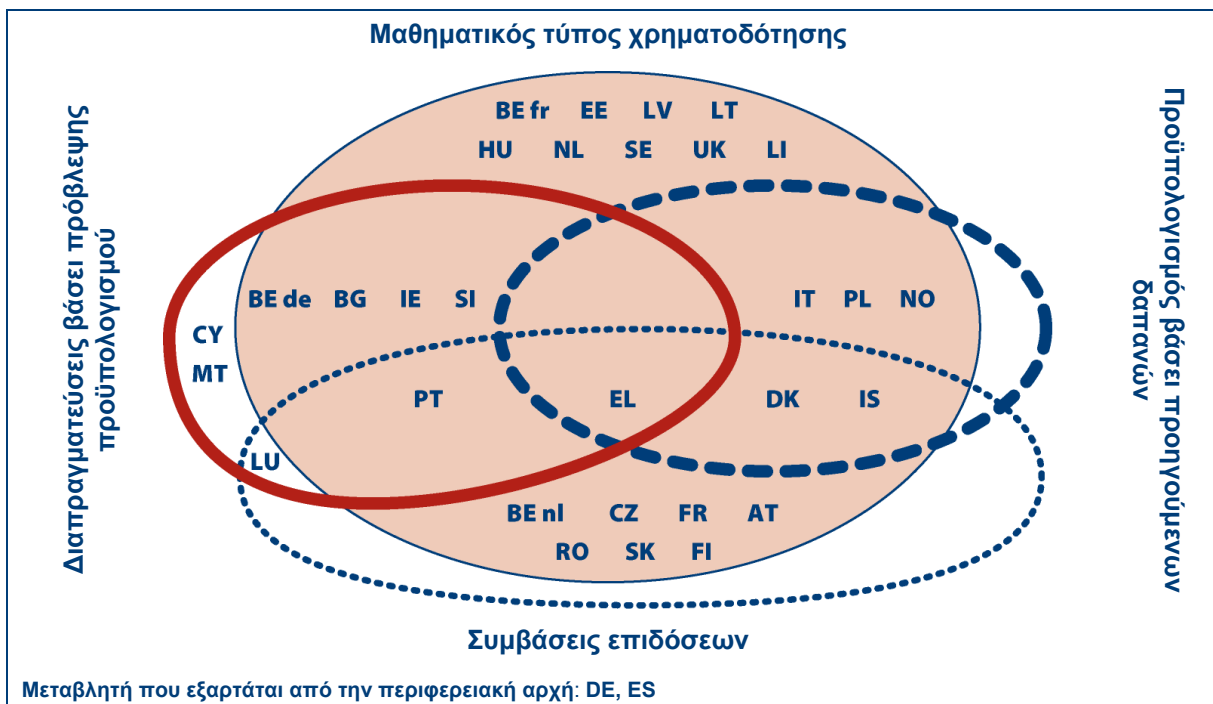 Μαθηματικός τύπος χρηματοδότησης
Διαπραγματεύσεις βάσει πρόβλεψης
προϋπολογισμού
Προϋπολογισμός βάσει προηγούμενων
δαπανών
BE fr EE LV LT
HU NL SE UK LI
BE de BG IE SI
IT PL NO
CY
MT
PT EL DK IS
LU
BE nl CZ FR AT
RO SK FI
Συμβάσεις επιδόσεων
Μεταβλητή που εξαρτάται από την περιφερειακή αρχή: DE, ES